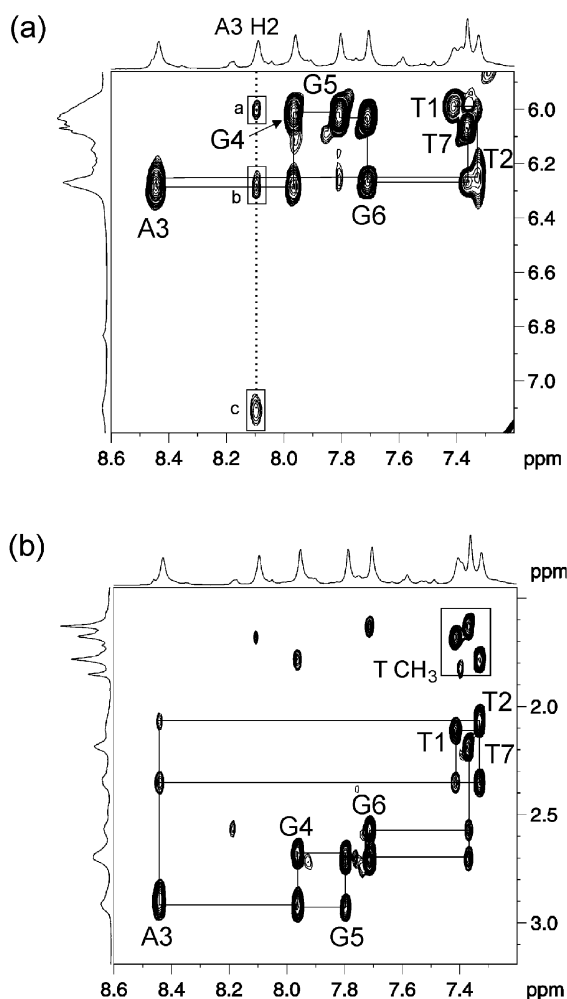 (a)
A3 H2
a
G5
T1
6.0
G4
T7
T2
6.2
b
A3
G6
6.4
6.6
6.8
c
7.0
8.6 8.4 8.2 8.0 7.8 7.6 7.4 ppm ppm
(b)
ppm
T CH3
T2
2.0
T1
T7
G6
2.5
G4
A3
G5
3.0
8.6 8.4 8.2 8.0 7.8 7.6 7.4 ppm